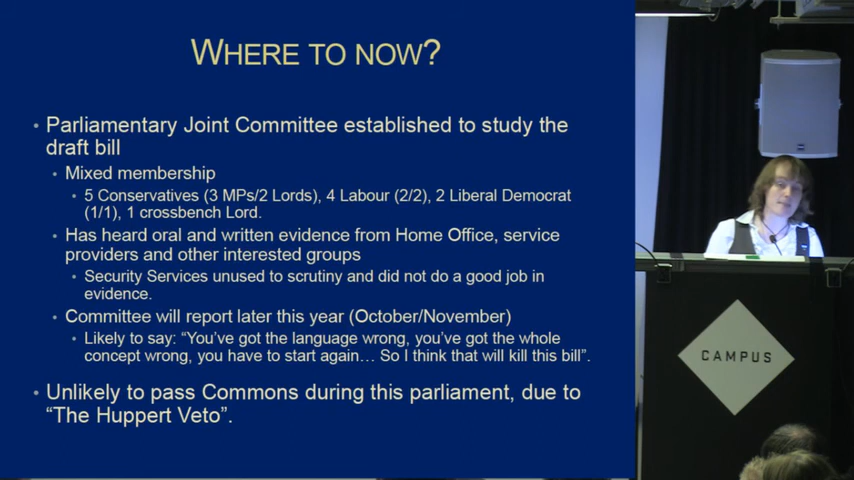 WHERE TO NOW?
• Parliamentary Joint Committee established to study the
draft bill
• Mixed membership
• 5 Conservatives (3 MPs/2 Lords), 4 Labour (2/2), 2 Liberal Democrat
(1/1), 1 crossbench Lord.
• Has heard oral and written evidence from Home Office, service
providers and other interested groups
• Security Services unused to scrutiny and did not do a good job in
evidence.
• Committee will report later this year (October/November)
• Likely to say: “You’ve got the language wrong, you’ve got the whole
concept wrong, you have to start again… So I think that will kill this bill”.
• Unlikely to pass Commons during this parliament, due to
“The Huppert Veto”.
CAMPUS